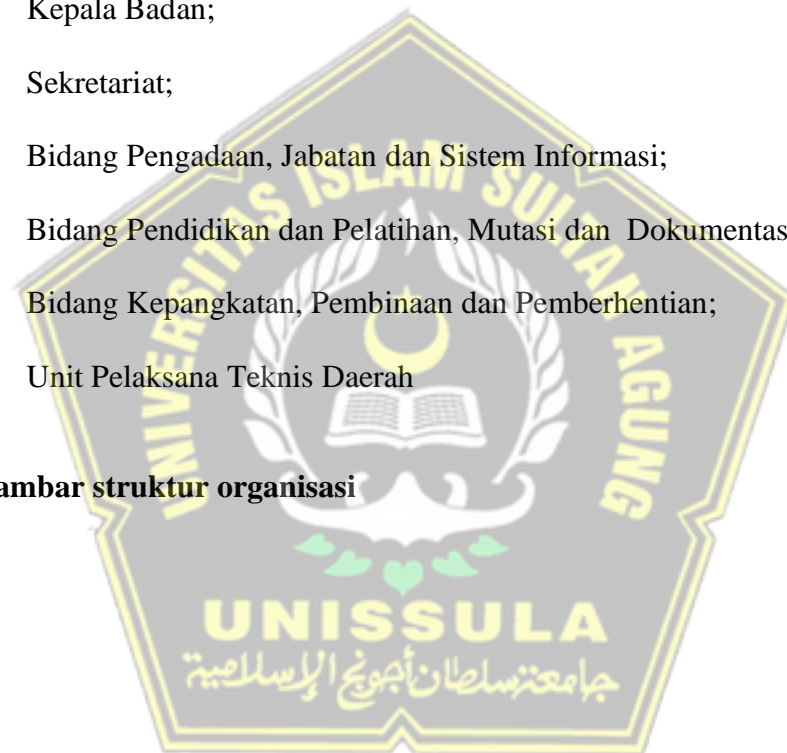 Kepala Badan;
Sekretariat;
Bidang Pengadaan, Jabatan dan Sistem Informasi;
Bidang Pendidikan dan Pelatihan, Mutasi dan Dokumentas
Bidang Kepangkatan, Pembinaan dan Pemberhentian;
Unit Pelaksana Teknis Daerah
ambar struktur organisasi
UNIVERSITAS ISLAM SULTAN AGUNG
UNISSULA
جامعة سلطان أجونج الإسلامية